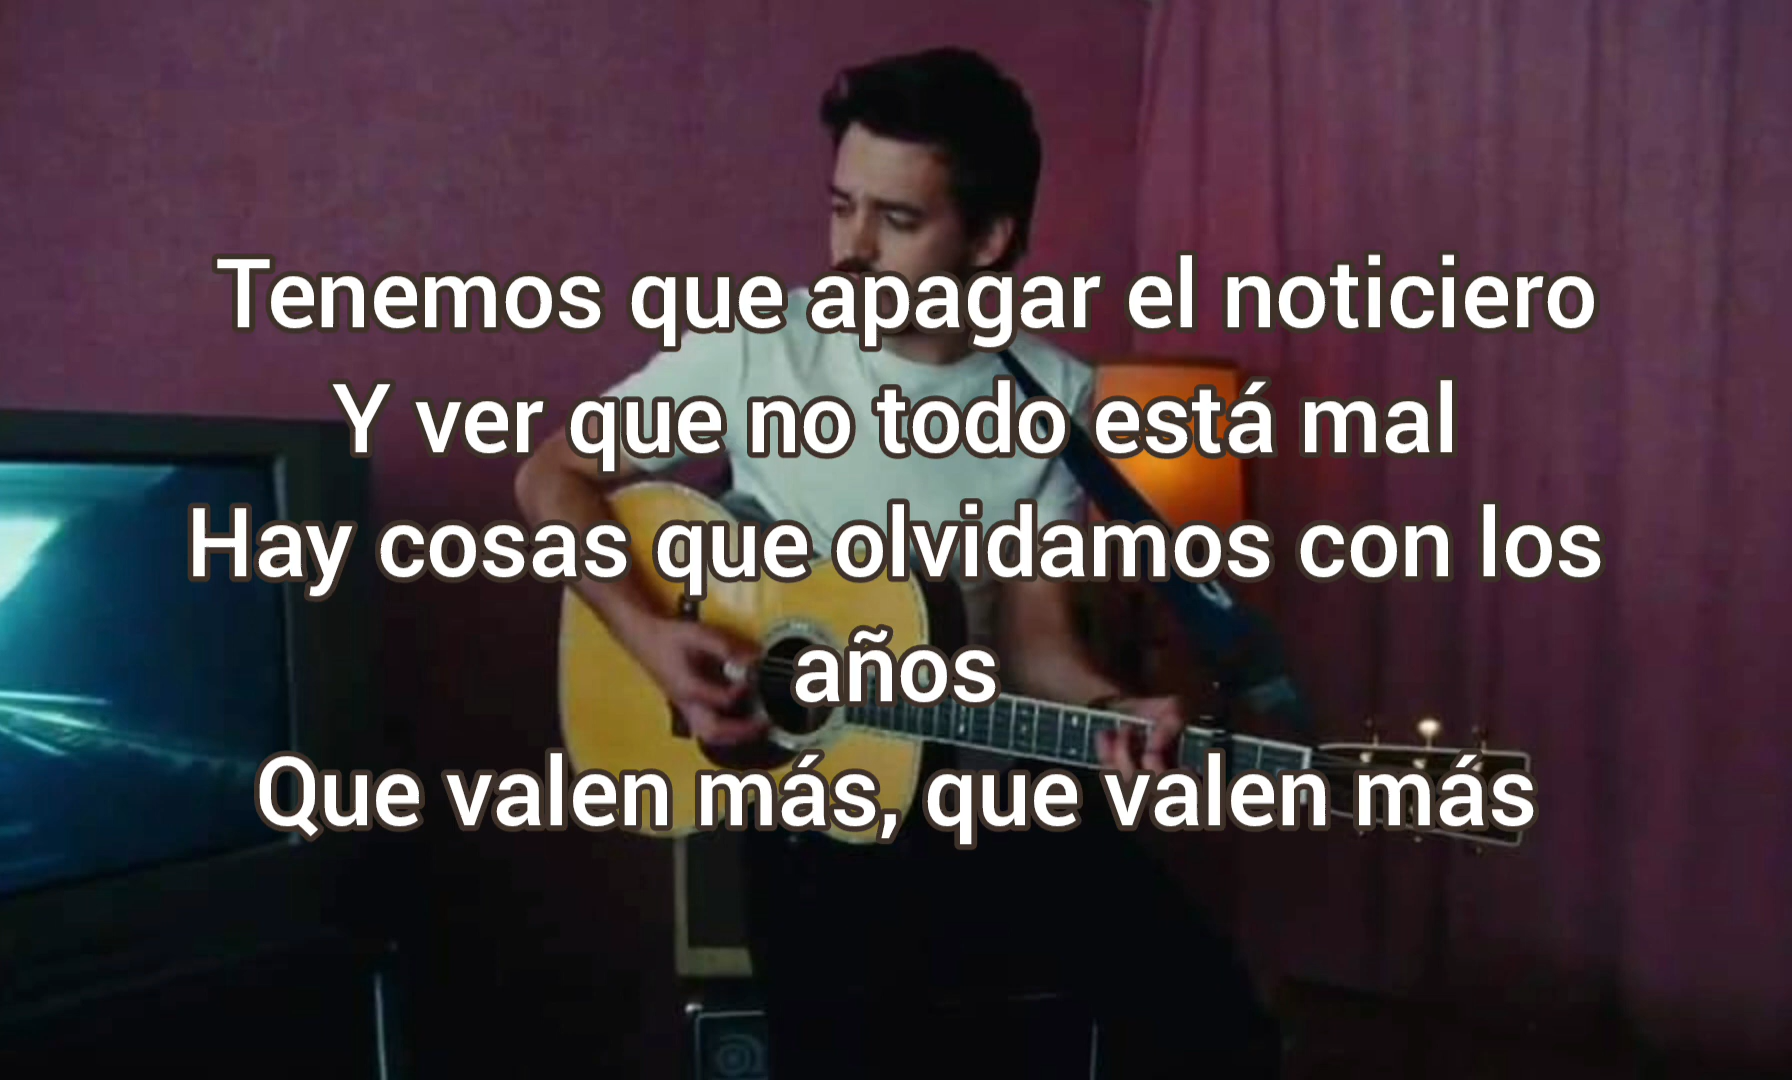 Tenemos que apagar el noticiero
Y ver que no todo está mal
Hay cosas que olvidamos con los
años
Que valen más, que valen más